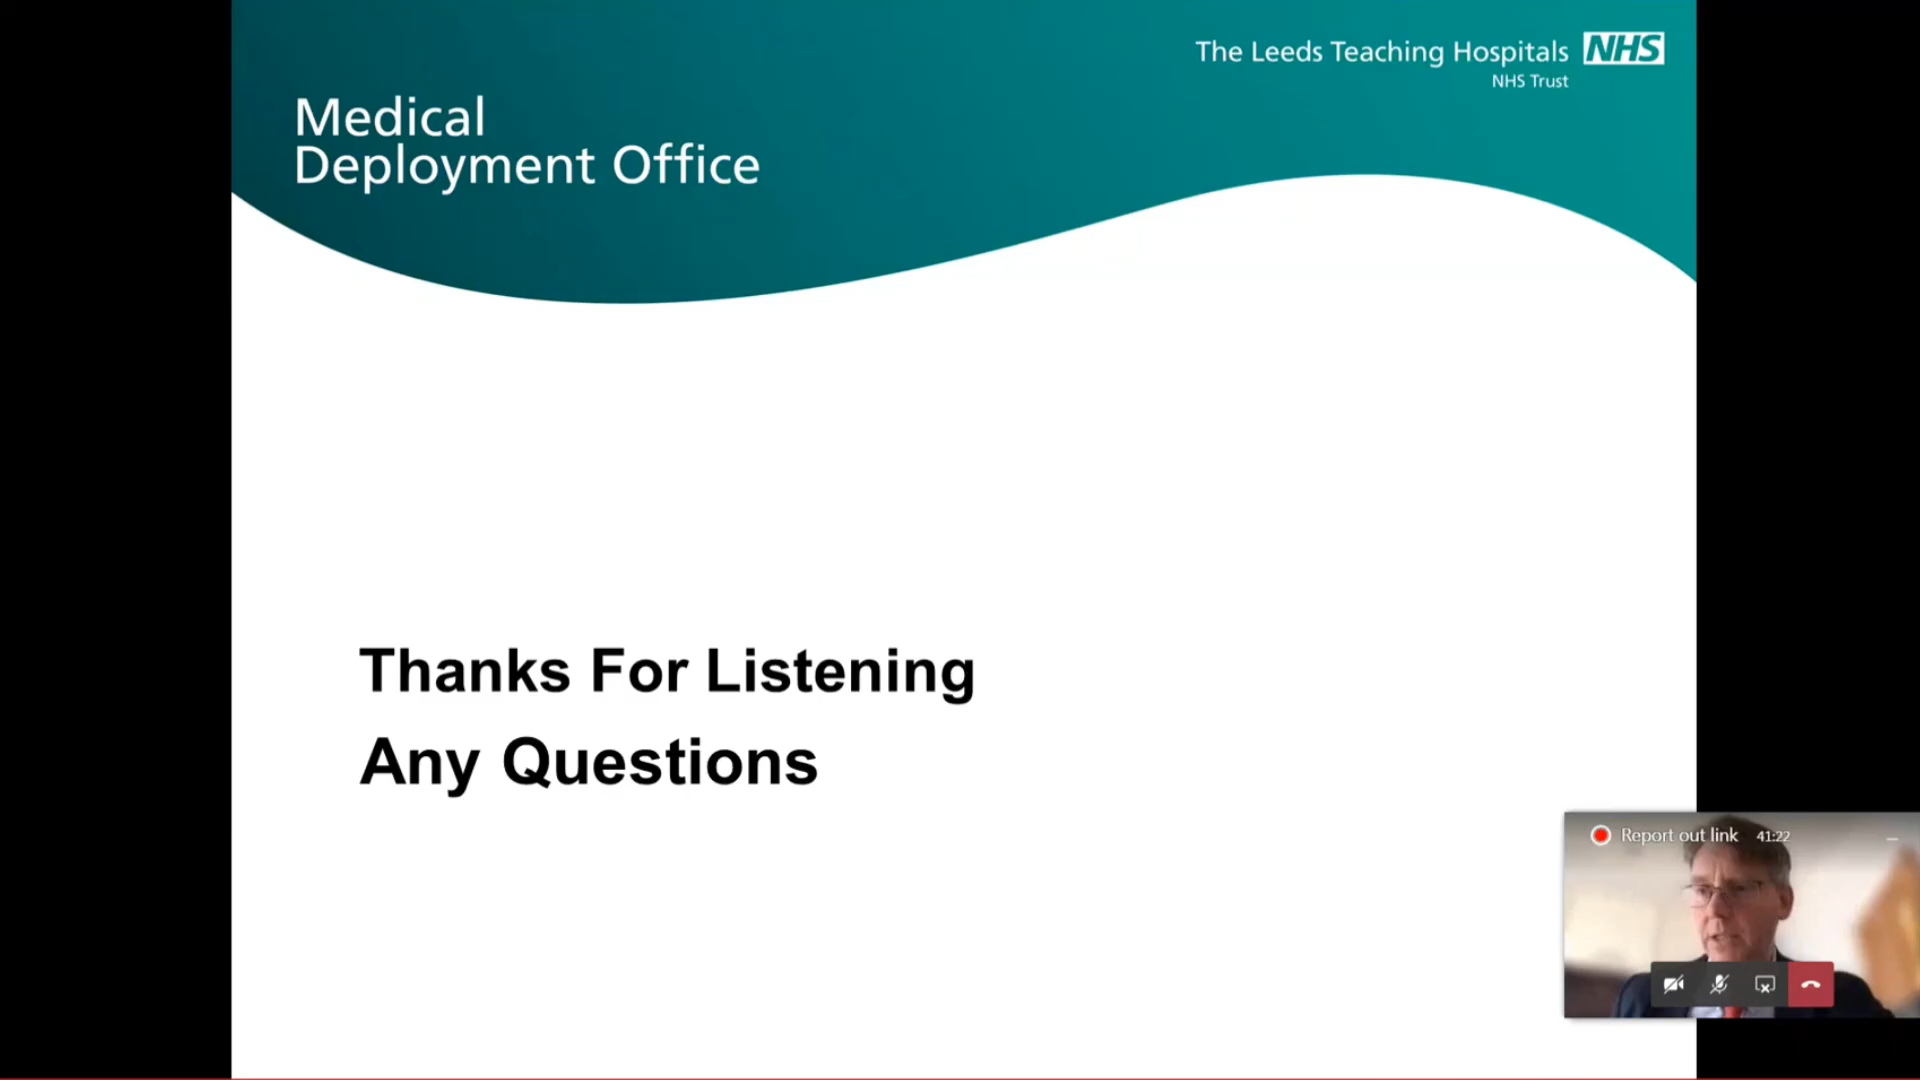 The Leeds Teaching Hospitals NHS
NHS Trust
Medical
Deployment Office
Thanks For Listening
Any Questions
Report out link 41:22